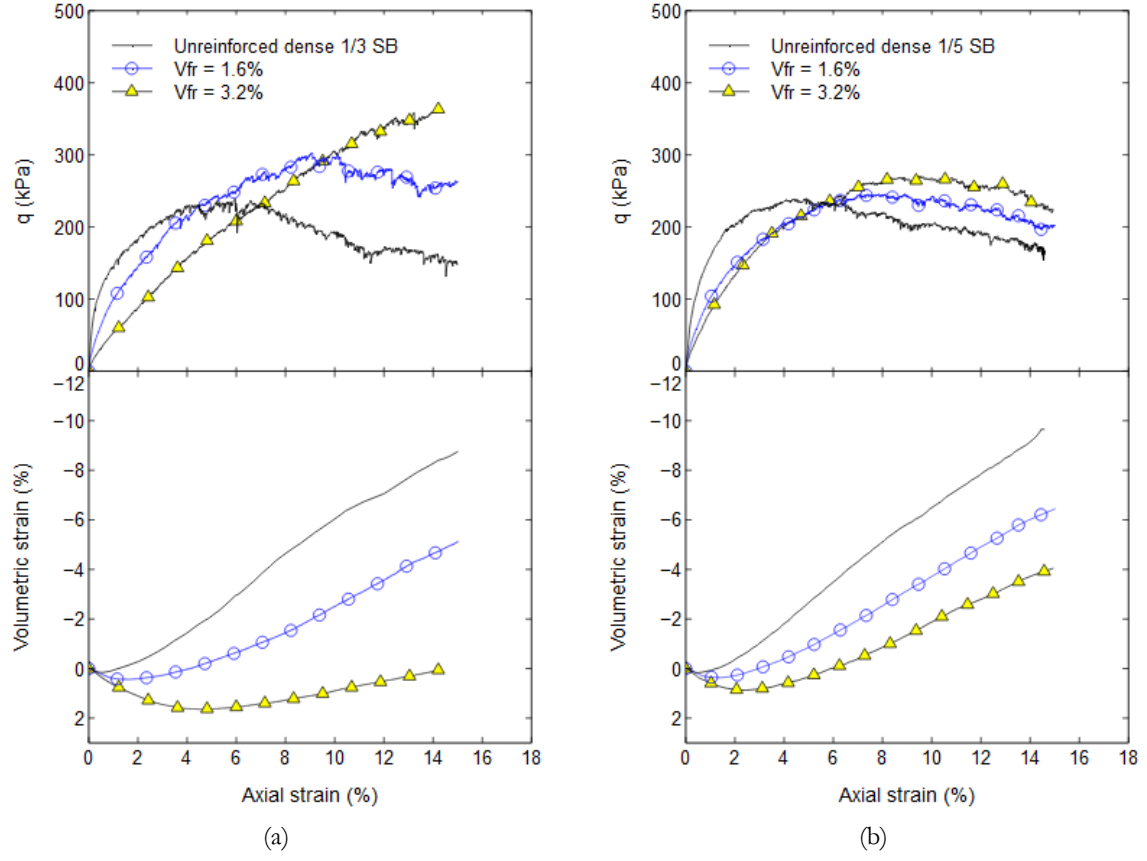 500
400
300
200
100
0
q (kPa)
Unreinforced dense 1/3 SB
Vfr = 1.6%
Vfr = 3.2%
−12
−10
−8
−6
−4
−2
0
2
Volumetric strain (%)
0 2 4 6 8 10 12 14 16 18
Axial strain (%)
(a)
500
400
300
200
100
0
q (kPa)
Unreinforced dense 1/5 SB
Vfr = 1.6%
Vfr = 3.2%
−12
−10
−8
−6
−4
−2
0
2
Volumetric strain (%)
0 2 4 6 8 10 12 14 16 18
Axial strain (%)
(b)